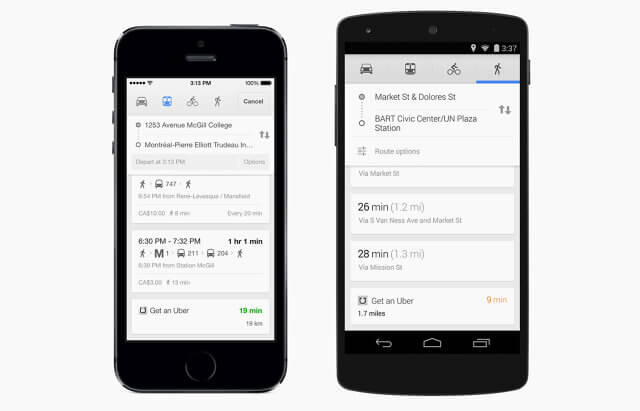 3:13 PM
100%
Cancel
1253 Avenue McGill College
Montréal-Pierre Elliott Trudeau In...
Depart at 3:13 PM
Options
747
6:54 PM from Rene-Levesque / Mansfield
CA$10.00
8 min
Every 20 min
6:30 PM - 7:32 PM
1 hr 1 min
M 1
211
204
6:39 PM from Station McGill
CA$3.00
13 min
Get an Uber
19 min
19 km
3:37
Market St & Dolores St
BART Civic Center/UN Plaza
Station
Route options
Via Market St
26 min (1.2 mi)
Via S Van Ness Ave and Market St
28 min (1.3 mi)
Via Mission St
Get an Uber
9 min
1.7 miles